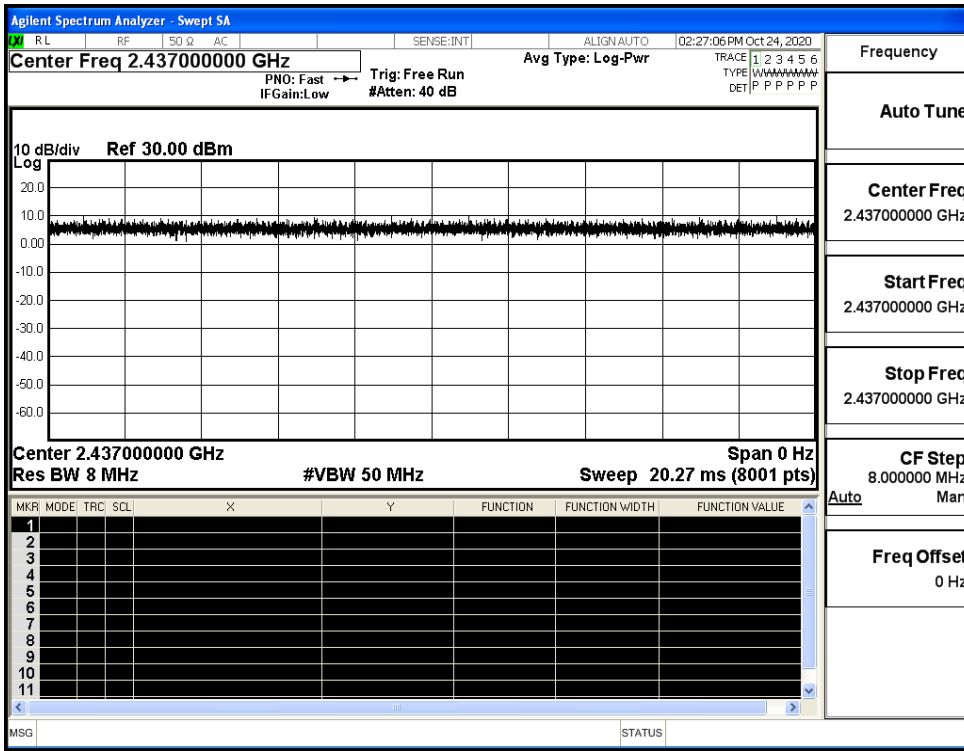 Agilent Spectrum Analyzer - Swept SA
LXI RL RF 50 Ω AC SENSE:INT ALIGN AUTO 02:27:06 PM Oct 24, 2020
Center Freq 2.437000000 GHz
PNO: Fast
IFGain:Low
Trig: Free Run
#Atten: 40 dB
Avg Type: Log-Pwr
TRACE 1 2 3 4 5 6
TYPE WWWWWW
DET P P P P P P
10 dB/div Ref 30.00 dBm
Log
20.0
10.0
0.00
-10.0
-20.0
-30.0
-40.0
-50.0
-60.0
Center 2.437000000 GHz Span 0 Hz
Res BW 8 MHz #VBW 50 MHz Sweep 20.27 ms (8001 pts)
MKR MODE TRC SCL X Y FUNCTION FUNCTION WIDTH FUNCTION VALUE
1
2
3
4
5
6
7
8
9
10
11
MSG STATUS
Frequency
Auto Tune
Center Freq
2.437000000 GHz
Start Freq
2.437000000 GHz
Stop Freq
2.437000000 GHz
CF Step
8.000000 MHz
Auto Man
Freq Offset
0 Hz